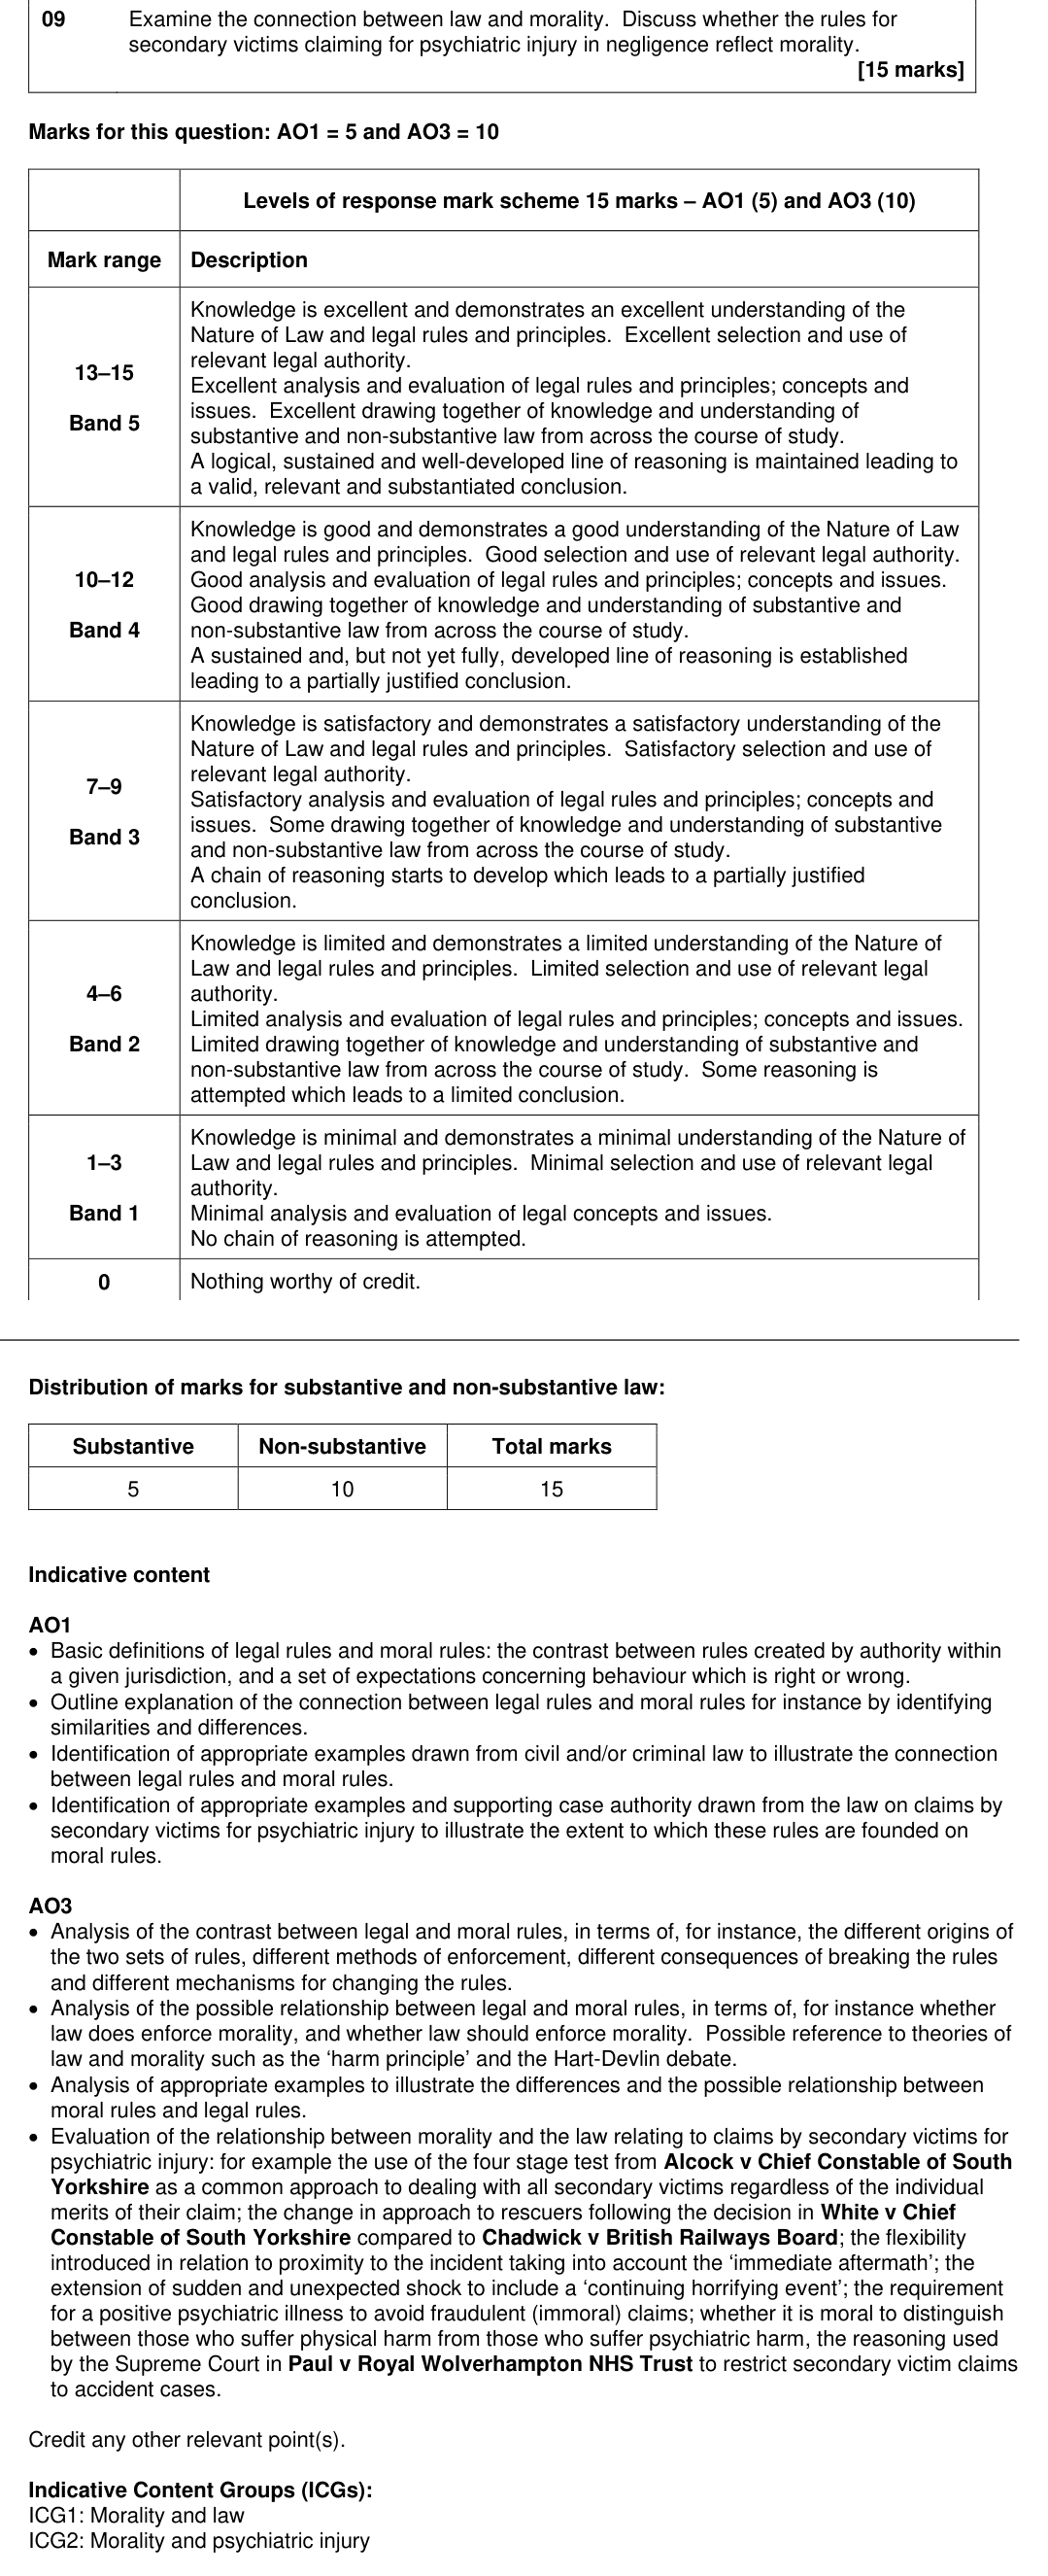 09 Examine the connection between law and morality.  Discuss whether the rules for
secondary victims claiming for psychiatric injury in negligence reflect morality.
[15 marks]
Marks for this question: AO1 = 5 and AO3 = 10
Levels of response mark scheme 15 marks – AO1 (5) and AO3 (10)
Mark range Description
13–15
Band 5
Knowledge is excellent and demonstrates an excellent understanding of the
Nature of Law and legal rules and principles.  Excellent selection and use of
relevant legal authority.
Excellent analysis and evaluation of legal rules and principles; concepts and
issues.  Excellent drawing together of knowledge and understanding of
substantive and non-substantive law from across the course of study.
A logical, sustained and well-developed line of reasoning is maintained leading to
a valid, relevant and substantiated conclusion.
10–12
Band 4
Knowledge is good and demonstrates a good understanding of the Nature of Law
and legal rules and principles.  Good selection and use of relevant legal authority.
Good analysis and evaluation of legal rules and principles; concepts and issues.
Good drawing together of knowledge and understanding of substantive and
non-substantive law from across the course of study.
A sustained and, but not yet fully, developed line of reasoning is established
leading to a partially justified conclusion.
7–9
Band 3
Knowledge is satisfactory and demonstrates a satisfactory understanding of the
Nature of Law and legal rules and principles.  Satisfactory selection and use of
relevant legal authority.
Satisfactory analysis and evaluation of legal rules and principles; concepts and
issues.  Some drawing together of knowledge and understanding of substantive
and non-substantive law from across the course of study.
A chain of reasoning starts to develop which leads to a partially justified
conclusion.
4–6
Band 2
Knowledge is limited and demonstrates a limited understanding of the Nature of
Law and legal rules and principles.  Limited selection and use of relevant legal
authority.
Limited analysis and evaluation of legal rules and principles; concepts and issues.
Limited drawing together of knowledge and understanding of substantive and
non-substantive law from across the course of study.  Some reasoning is
attempted which leads to a limited conclusion.
1–3
Band 1
Knowledge is minimal and demonstrates a minimal understanding of the Nature of
Law and legal rules and principles.  Minimal selection and use of relevant legal
authority.
Minimal analysis and evaluation of legal concepts and issues.
No chain of reasoning is attempted.
0 Nothing worthy of credit.
Distribution of marks for substantive and non-substantive law:
Substantive Non-substantive Total marks
5 10 15
Indicative content
AO1
• Basic definitions of legal rules and moral rules: the contrast between rules created by authority within
a given jurisdiction, and a set of expectations concerning behaviour which is right or wrong.
• Outline explanation of the connection between legal rules and moral rules for instance by identifying
similarities and differences.
• Identification of appropriate examples drawn from civil and/or criminal law to illustrate the connection
between legal rules and moral rules.
• Identification of appropriate examples and supporting case authority drawn from the law on claims by
secondary victims for psychiatric injury to illustrate the extent to which these rules are founded on
moral rules.
AO3
• Analysis of the contrast between legal and moral rules, in terms of, for instance, the different origins of
the two sets of rules, different methods of enforcement, different consequences of breaking the rules
and different mechanisms for changing the rules.
• Analysis of the possible relationship between legal and moral rules, in terms of, for instance whether
law does enforce morality, and whether law should enforce morality.  Possible reference to theories of
law and morality such as the ‘harm principle’ and the Hart-Devlin debate.
• Analysis of appropriate examples to illustrate the differences and the possible relationship between
moral rules and legal rules.
• Evaluation of the relationship between morality and the law relating to claims by secondary victims for
psychiatric injury: for example the use of the four stage test from Alcock v Chief Constable of South
Yorkshire as a common approach to dealing with all secondary victims regardless of the individual
merits of their claim; the change in approach to rescuers following the decision in White v Chief
Constable of South Yorkshire compared to Chadwick v British Railways Board; the flexibility
introduced in relation to proximity to the incident taking into account the ‘immediate aftermath’; the
extension of sudden and unexpected shock to include a ‘continuing horrifying event’; the requirement
for a positive psychiatric illness to avoid fraudulent (immoral) claims; whether it is moral to distinguish
between those who suffer physical harm from those who suffer psychiatric harm, the reasoning used
by the Supreme Court in Paul v Royal Wolverhampton NHS Trust to restrict secondary victim claims
to accident cases.
Credit any other relevant point(s).
Indicative Content Groups (ICGs):
ICG1: Morality and law
ICG2: Morality and psychiatric injury